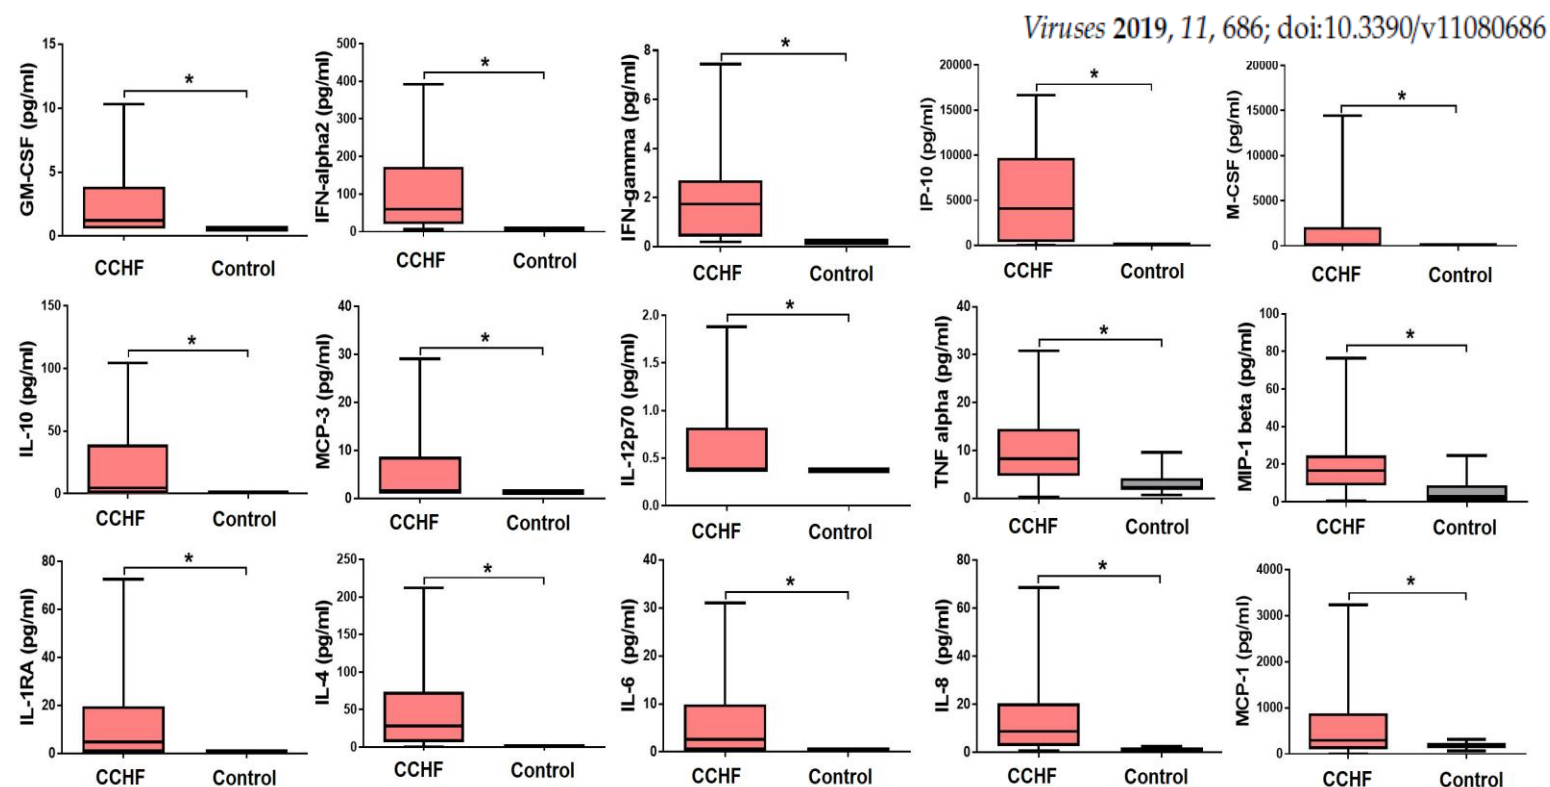 Viruses 2019, 11, 686; doi:10.3390/v11080686
GM-CSF (pg/ml)
15
10
5
0
*
CCHF
Control
IFN-alpha2 (pg/ml)
500
400
300
200
100
0
*
CCHF
Control
IFN-gamma (pg/ml)
8
6
4
2
0
*
CCHF
Control
IP-10 (pg/ml)
20000
15000
10000
5000
0
*
CCHF
Control
M-CSF (pg/ml)
20000
15000
10000
5000
0
*
CCHF
Control
IL-10 (pg/ml)
150
100
50
0
*
CCHF
Control
MCP-3 (pg/ml)
40
30
20
10
0
*
CCHF
Control
IL-12p70 (pg/ml)
2.0
1.5
1.0
0.5
0.0
*
CCHF
Control
TNF alpha (pg/ml)
40
30
20
10
0
*
CCHF
Control
MIP-1 beta (pg/ml)
100
80
60
40
20
0
*
CCHF
Control
IL-1RA (pg/ml)
80
60
40
20
0
*
CCHF
Control
IL-4 (pg/ml)
250
200
150
100
50
0
*
CCHF
Control
IL-6 (pg/ml)
40
30
20
10
0
*
CCHF
Control
IL-8 (pg/ml)
80
60
40
20
0
*
CCHF
Control
MCP-1 (pg/ml)
4000
3000
2000
1000
0
*
CCHF
Control